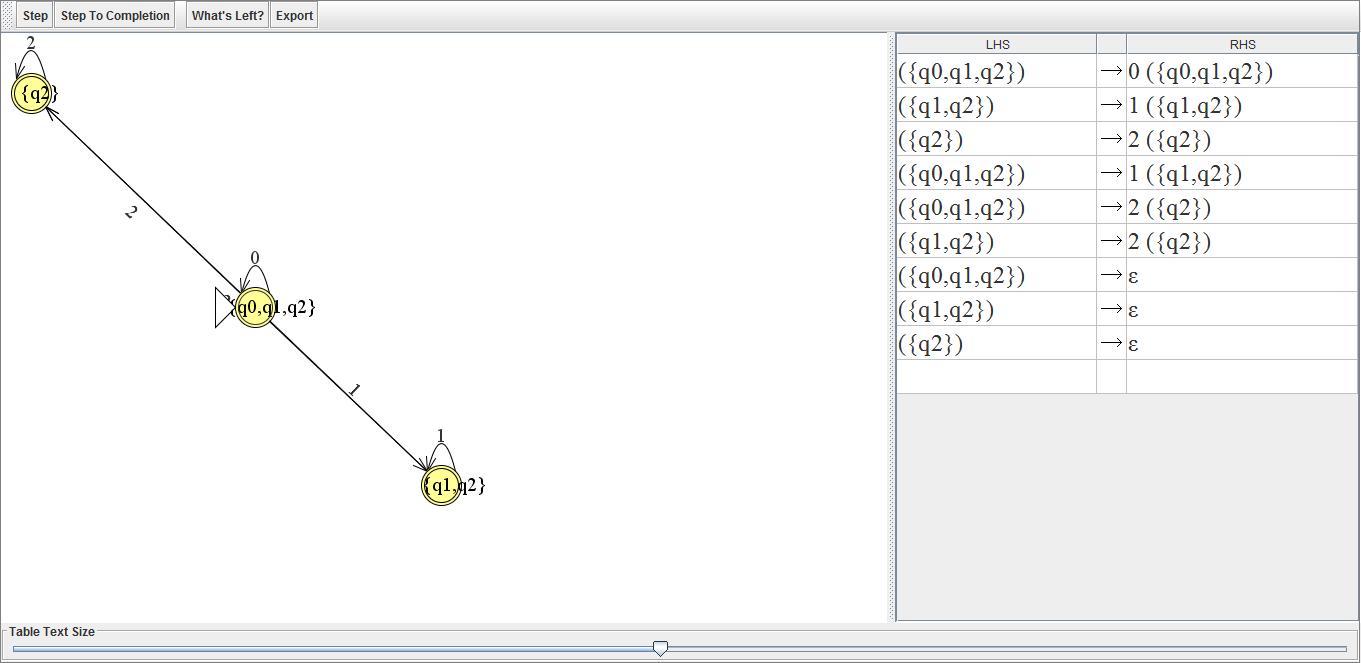 Step Step To Completion What's Left? Export
2
{q2}
2
0
{q0,q1,q2}
1
1
{q1,q2}
LHS RHS
({q0,q1,q2}) → 0 ({q0,q1,q2})
({q1,q2}) → 1 ({q1,q2})
({q2}) → 2 ({q2})
({q0,q1,q2}) → 1 ({q1,q2})
({q0,q1,q2}) → 2 ({q2})
({q1,q2}) → 2 ({q2})
({q0,q1,q2}) → ε
({q1,q2}) → ε
({q2}) → ε
Table Text Size